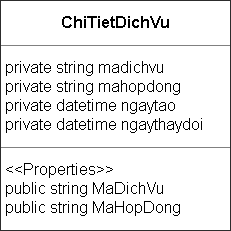 ChiTietDichVu
private string madichvu
private string mahopdong
private datetime ngaytao
private datetime ngaythaydoi
<<Properties>>
public string MaDichVu
public string MaHopDong